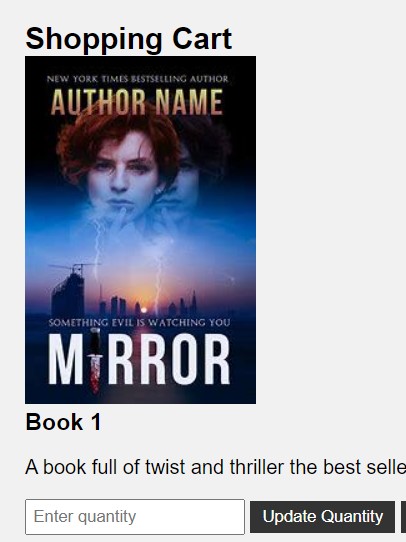 Shopping Cart
NEW YORK TIMES BESTSELLING AUTHOR
AUTHOR NAME
SOMETHING EVIL IS WATCHING YOU
MIRROR
Book 1
A book full of twist and thriller the best selle
Enter quantity
Update Quantity